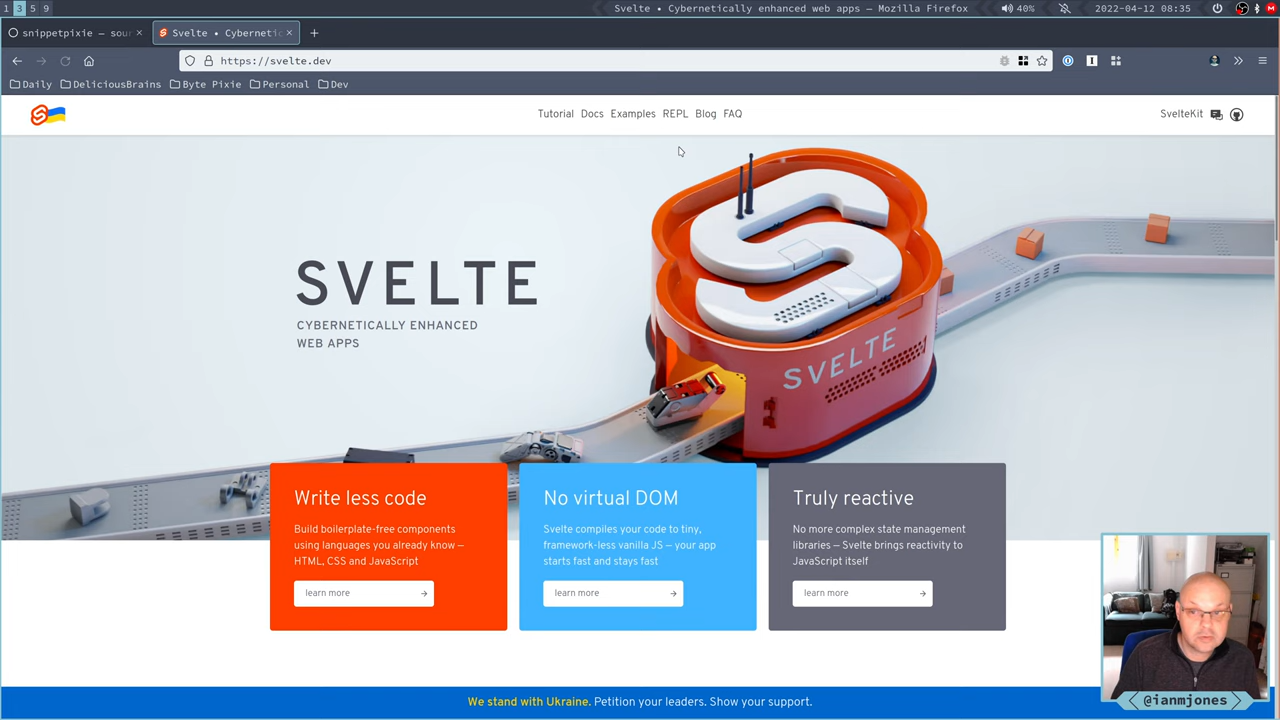 1 3 5 9
Svelte • Cybernetically enhanced web apps — Mozilla Firefox
40%
2022-04-12 08:35
snippetpixie — sour
Svelte • Cybernetic
https://svelte.dev
Daily DeliciousBrains Byte Pixie Personal Dev
Tutorial Docs Examples REPL Blog FAQ
SvelteKit
SVELTE
CYBERNETICALLY ENHANCED
WEB APPS
SVELTE
Write less code
Build boilerplate-free components
using languages you already know —
HTML, CSS and JavaScript
learn more
No virtual DOM
Svelte compiles your code to tiny,
framework-less vanilla JS — your app
starts fast and stays fast
learn more
Truly reactive
No more complex state management
libraries — Svelte brings reactivity to
JavaScript itself
learn more
We stand with Ukraine. Petition your leaders. Show your support.
@ianmjones